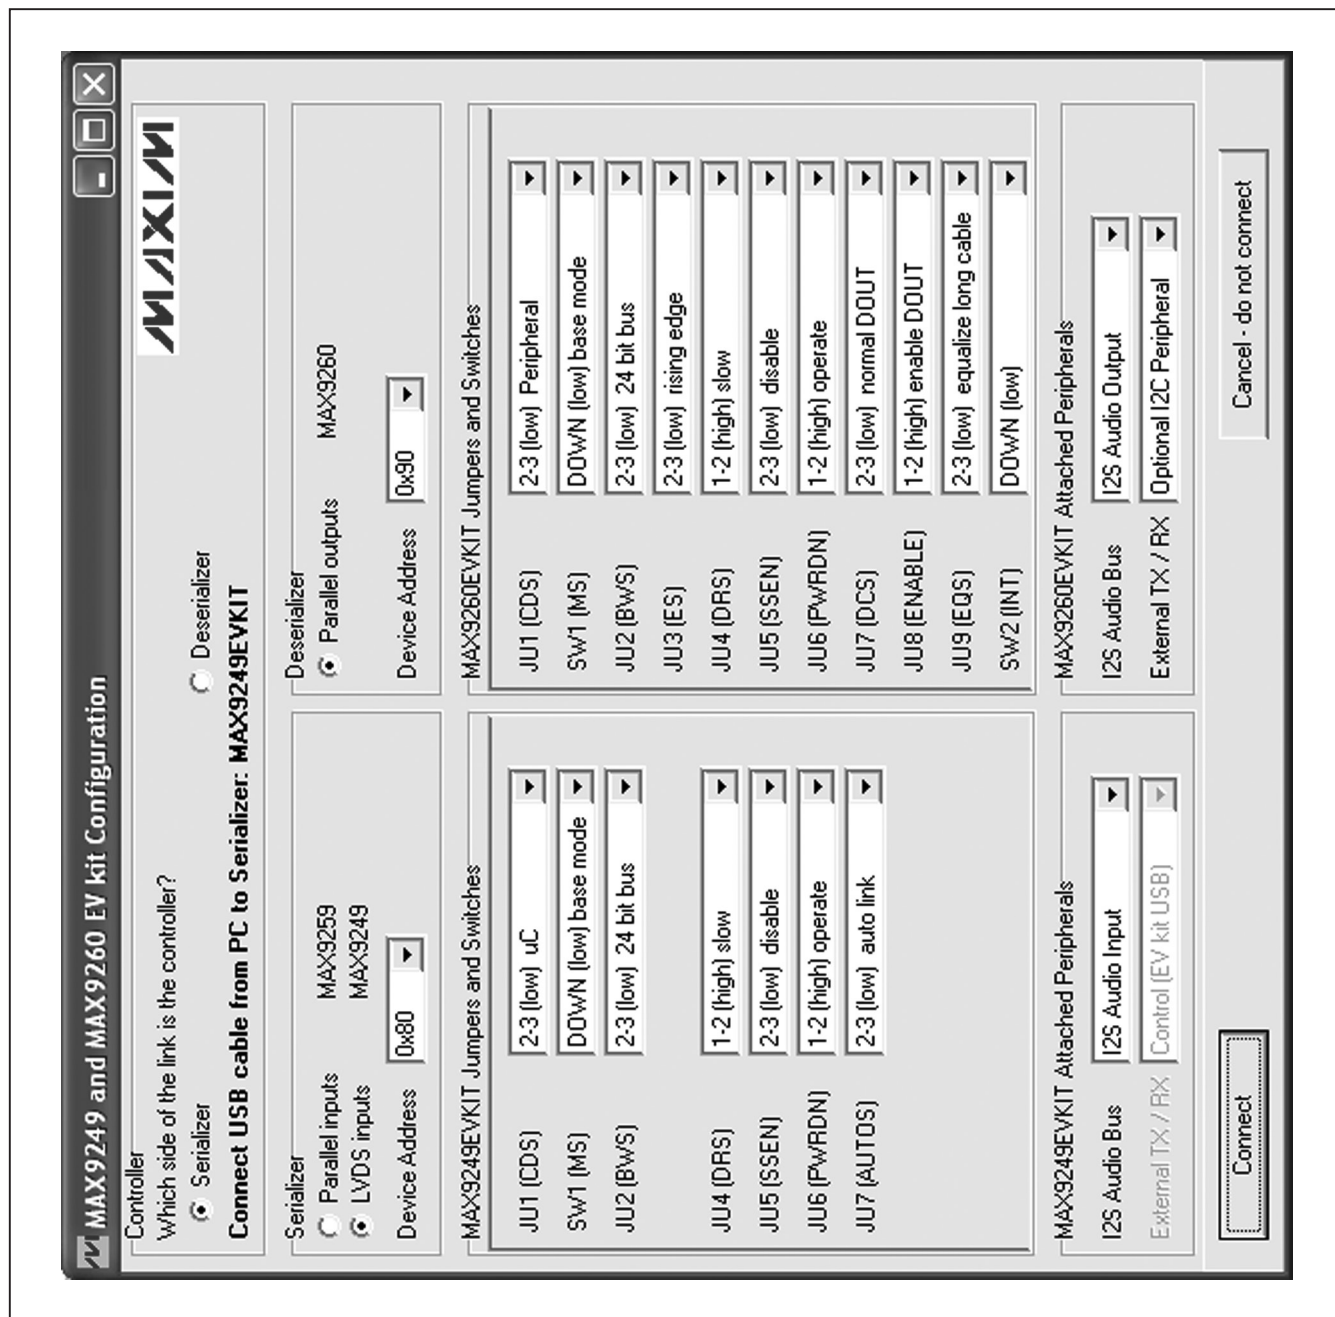 MAX9249 and MAX9260 EV kit Configuration
Controller
Which side of the link is the controller?
Serializer
Deserializer
Connect USB cable from PC to Serializer: MAX9249EVKIT
MAXIM
Serializer
Parallel inputs MAX9259
LVDS inputs MAX9249
Device Address 0x80
Deserializer
Parallel outputs MAX9260
Device Address 0x90
MAX9249EVKIT Jumpers and Switches
JU1 (CDS) 2-3 (low) uC
SW1 (MS) DOWN (low) base mode
JU2 (BWS) 2-3 (low) 24 bit bus
JU4 (DRS) 1-2 (high) slow
JU5 (SSEN) 2-3 (low) disable
JU6 (PWRDN) 1-2 (high) operate
JU7 (AUTOS) 2-3 (low) auto link
MAX9260EVKIT Jumpers and Switches
JU1 (CDS) 2-3 (low) Peripheral
SW1 (MS) DOWN (low) base mode
JU2 (BWS) 2-3 (low) 24 bit bus
JU3 (ES) 2-3 (low) rising edge
JU4 (DRS) 1-2 (high) slow
JU5 (SSEN) 2-3 (low) disable
JU6 (PWRDN) 1-2 (high) operate
JU7 (DCS) 2-3 (low) normal DOUT
JU8 (ENABLE) 1-2 (high) enable DOUT
JU9 (EQS) 2-3 (low) equalize long cable
SW2 (INT) DOWN (low)
MAX9249EVKIT Attached Peripherals
I2S Audio Bus I2S Audio Input
External TX / RX Control (EV kit USB)
MAX9260EVKIT Attached Peripherals
I2S Audio Bus I2S Audio Output
External TX / RX Optional I2C Peripheral
Connect
Cancel - do not connect